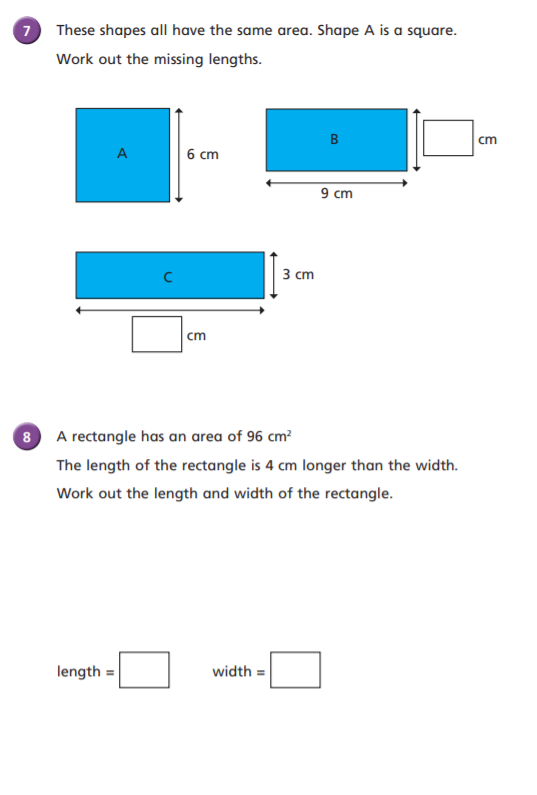 7 These shapes all have the same area. Shape A is a square.
Work out the missing lengths.
A
6 cm
B
cm
9 cm
C
3 cm
cm
8 A rectangle has an area of 96 cm²
The length of the rectangle is 4 cm longer than the width.
Work out the length and width of the rectangle.
length = width =